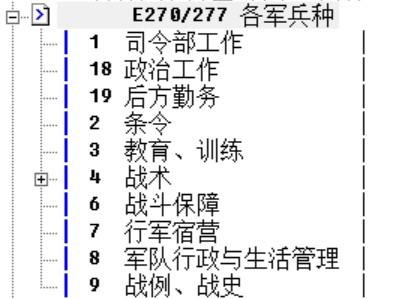 E270/277 各军兵种
1 司令部工作
18 政治工作
19 后方勤务
2 条令
3 教育、训练
4 战术
6 战斗保障
7 行军宿营
8 军队行政与生活管理
9 战例、战史